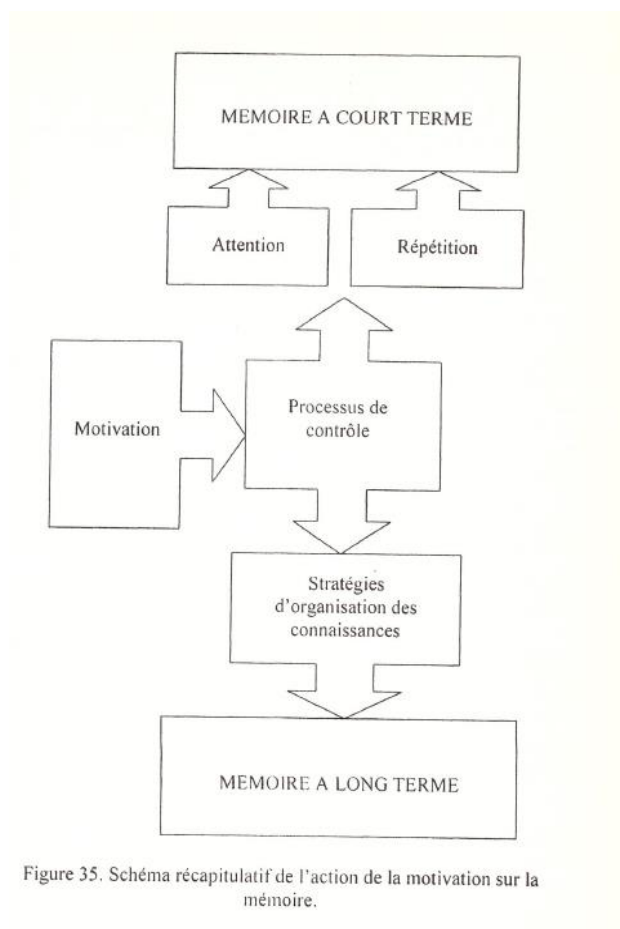 MEMOIRE A COURT TERME
Attention
Répétition
Motivation
Processus de
contrôle
Stratégies
d'organisation des
connaissances
MEMOIRE A LONG TERME
Figure 35. Schéma récapitulatif de l'action de la motivation sur la
mémoire.